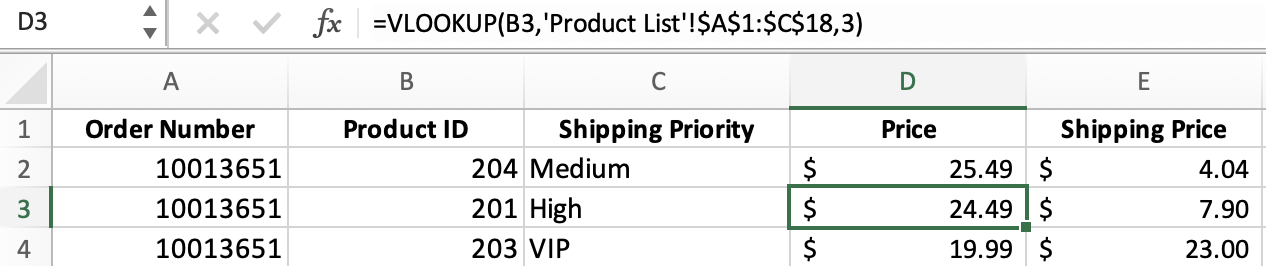 D3 fx =VLOOKUP(B3,'Product List'!$A$1:$C$18,3)
A B C D E
1 Order Number Product ID Shipping Priority Price Shipping Price
2 10013651 204 Medium $ 25.49 $ 4.04
3 10013651 201 High $ 24.49 $ 7.90
4 10013651 203 VIP $ 19.99 $ 23.00